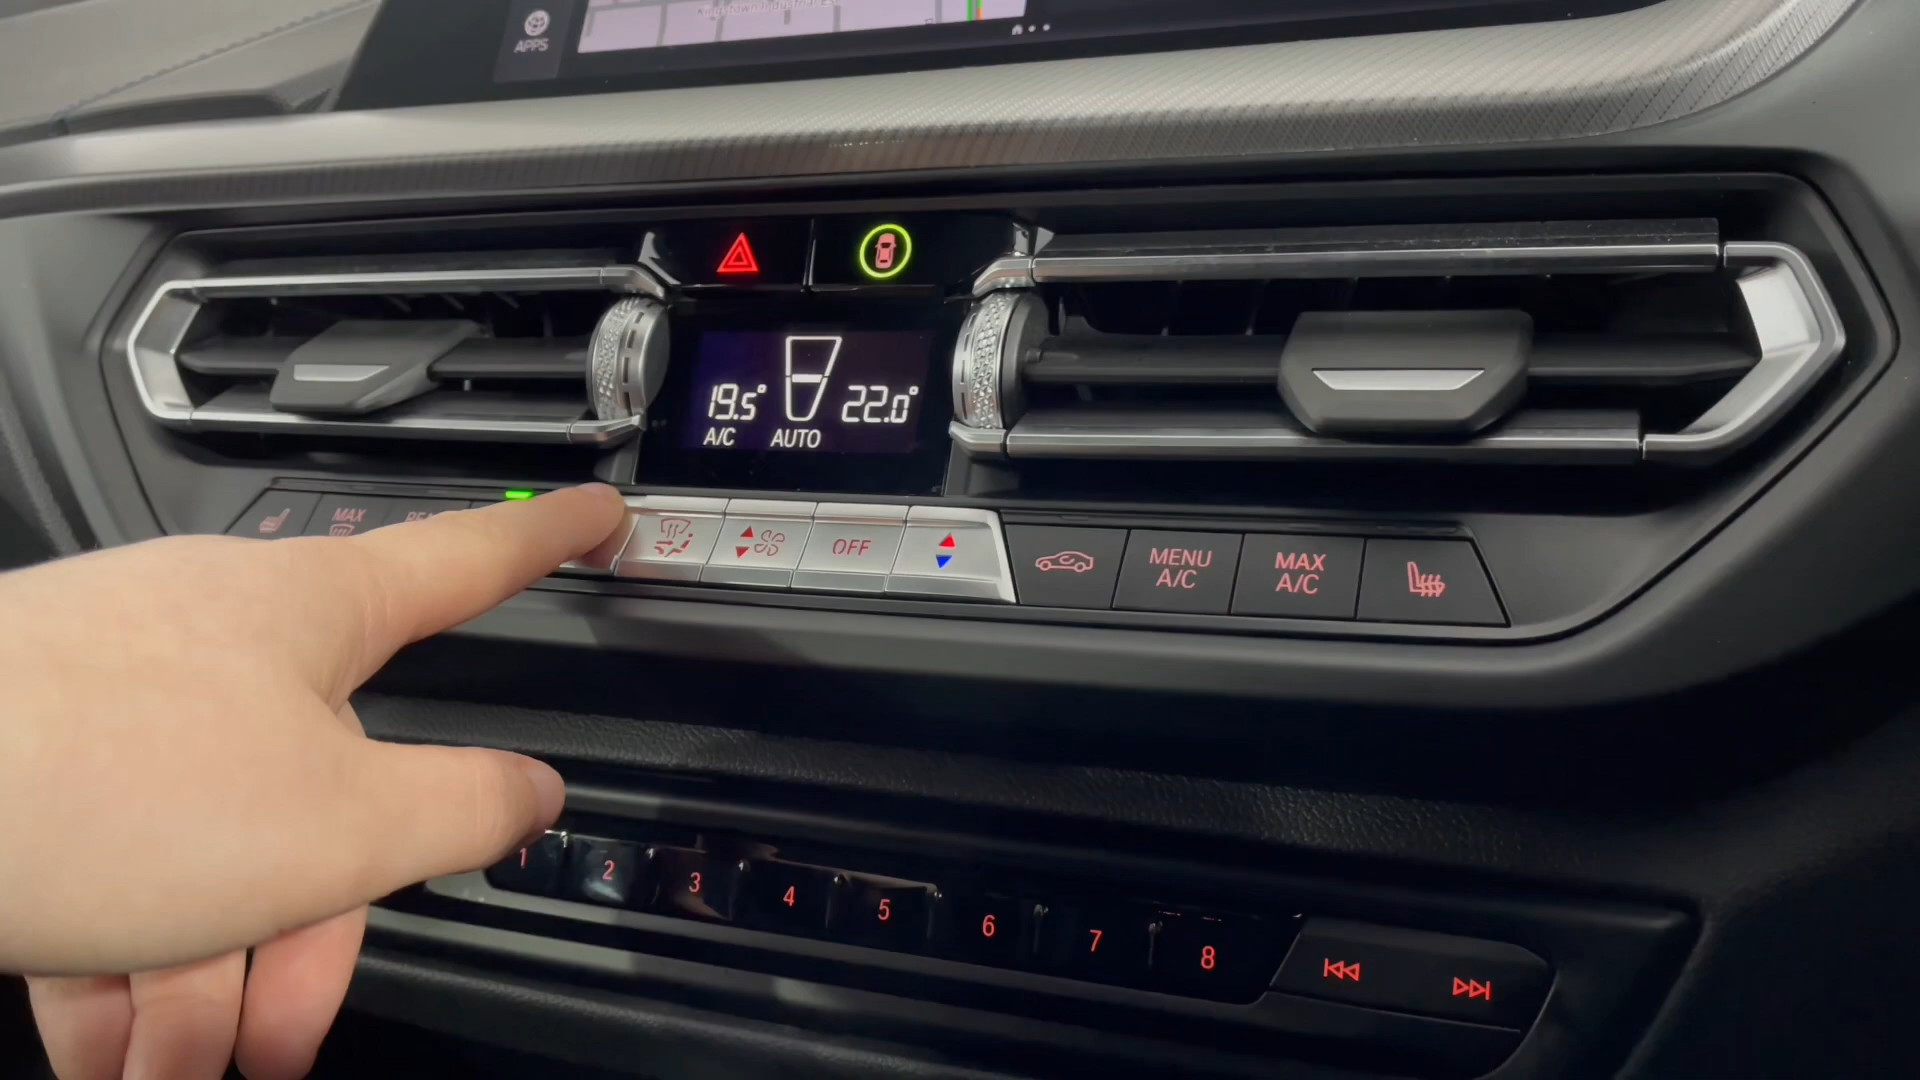 APPS
19.5° 22.0°
A/C AUTO
MAX
OFF
MENU
A/C
MAX
A/C
1 2 3 4 5 6 7 8